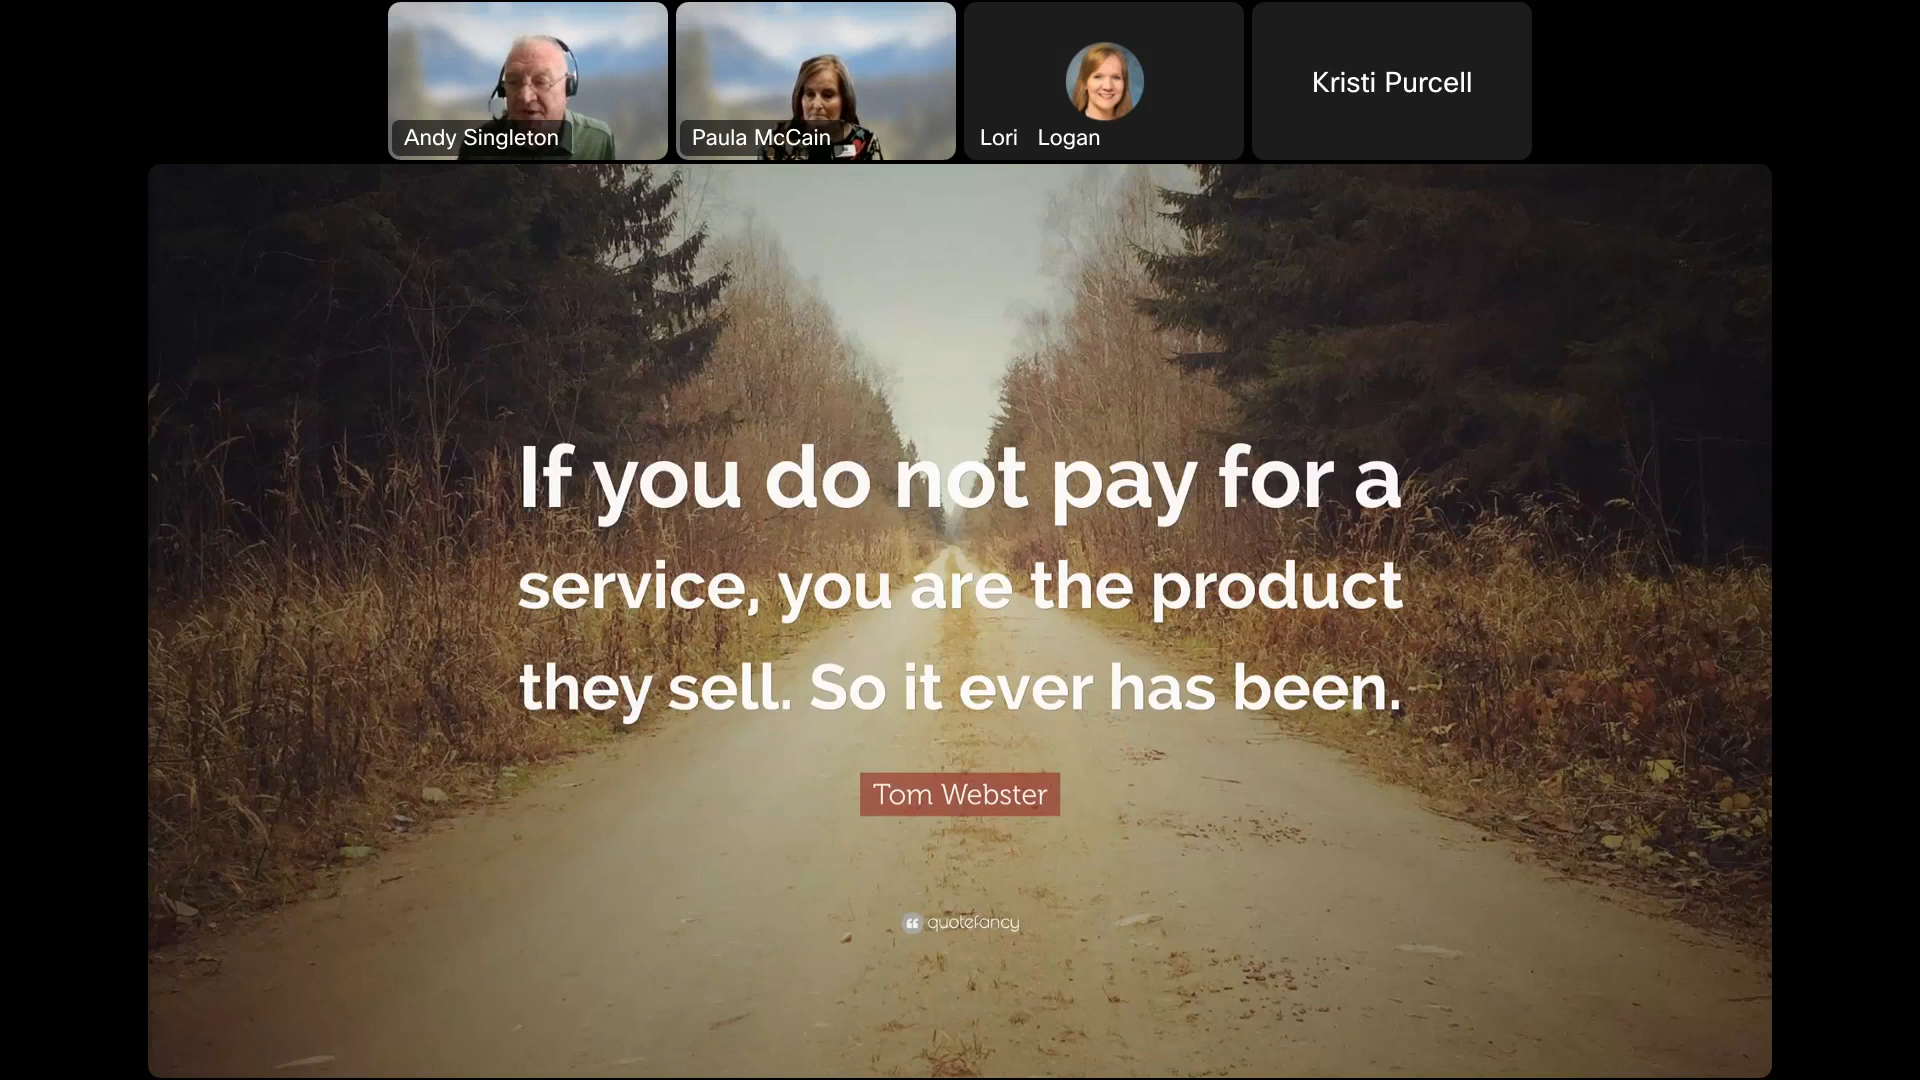 Andy Singleton
Paula McCain
Lori Logan
Kristi Purcell
If you do not pay for a
service, you are the product
they sell. So it ever has been.
Tom Webster
quotefancy